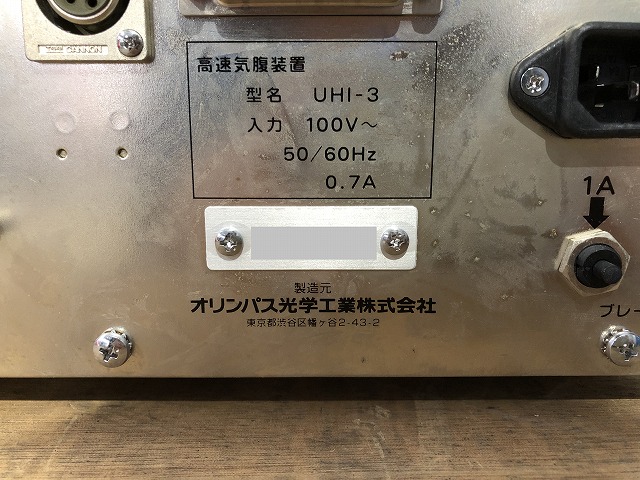 CANNON
高速気腹装置
型名 UHI-3
入力 100V～
50/60Hz
0.7A
1A
製造元
オリンパス光学工業株式会社
東京都渋谷区幡ヶ谷2-43-2
ブレー